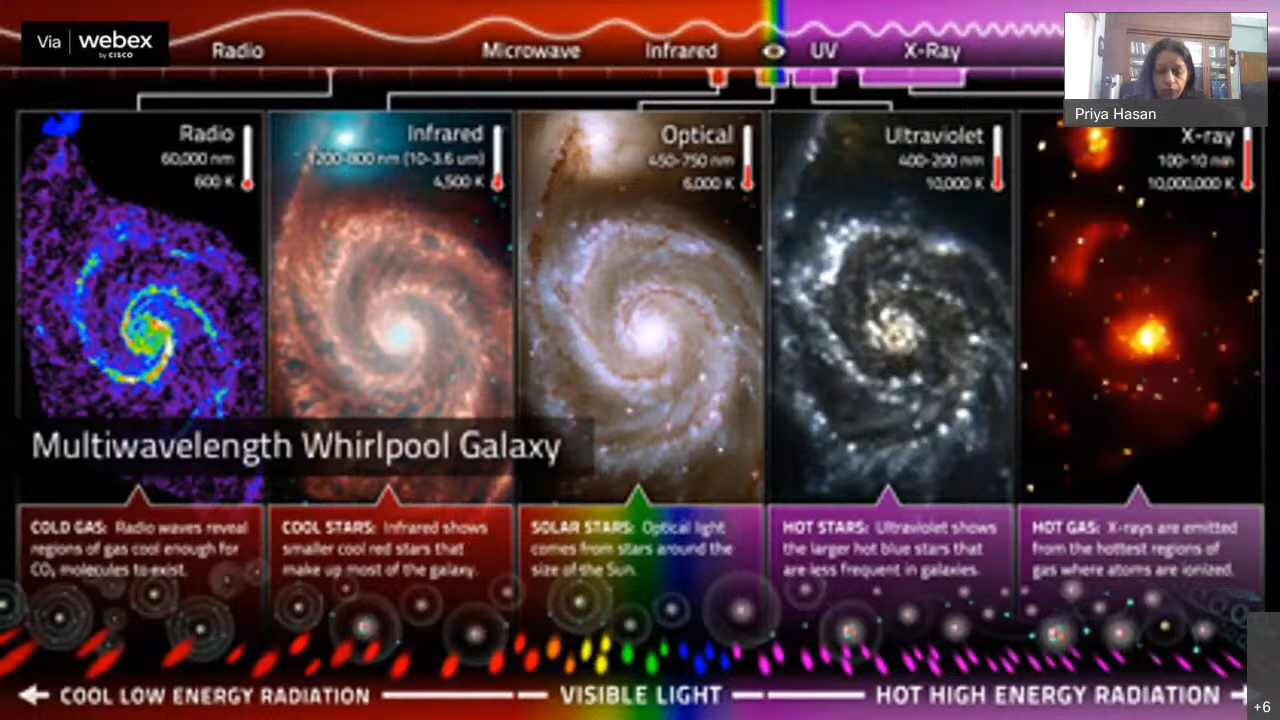 Via webex
by CISCO
Radio
Microwave
Infrared
UV
X-Ray
Priya Hasan
Radio
60,000 nm
600 K
Infrared
1200-800 nm (10-3.6 um)
4,500 K
Optical
450-750 nm
6,000 K
Ultraviolet
400-200 nm
10,000 K
X-ray
100-10 nm
10,000,000 K
Multiwavelength Whirlpool Galaxy
COLD GAS: Radio waves reveal
regions of gas cool enough for
molecules to exist.
COOL STARS: Infrared shows
smaller cool red stars that
make up most of the galaxy.
SOLAR STARS: Optical light
comes from stars around the
size of the Sun.
HOT STARS: Ultraviolet shows
the larger hot blue stars that
are less frequent in galaxies.
HOT GAS: X-rays are emitted
from the hottest regions of
gas where atoms are ionized.
COOL LOW ENERGY RADIATION
VISIBLE LIGHT
HOT HIGH ENERGY RADIATION
+6